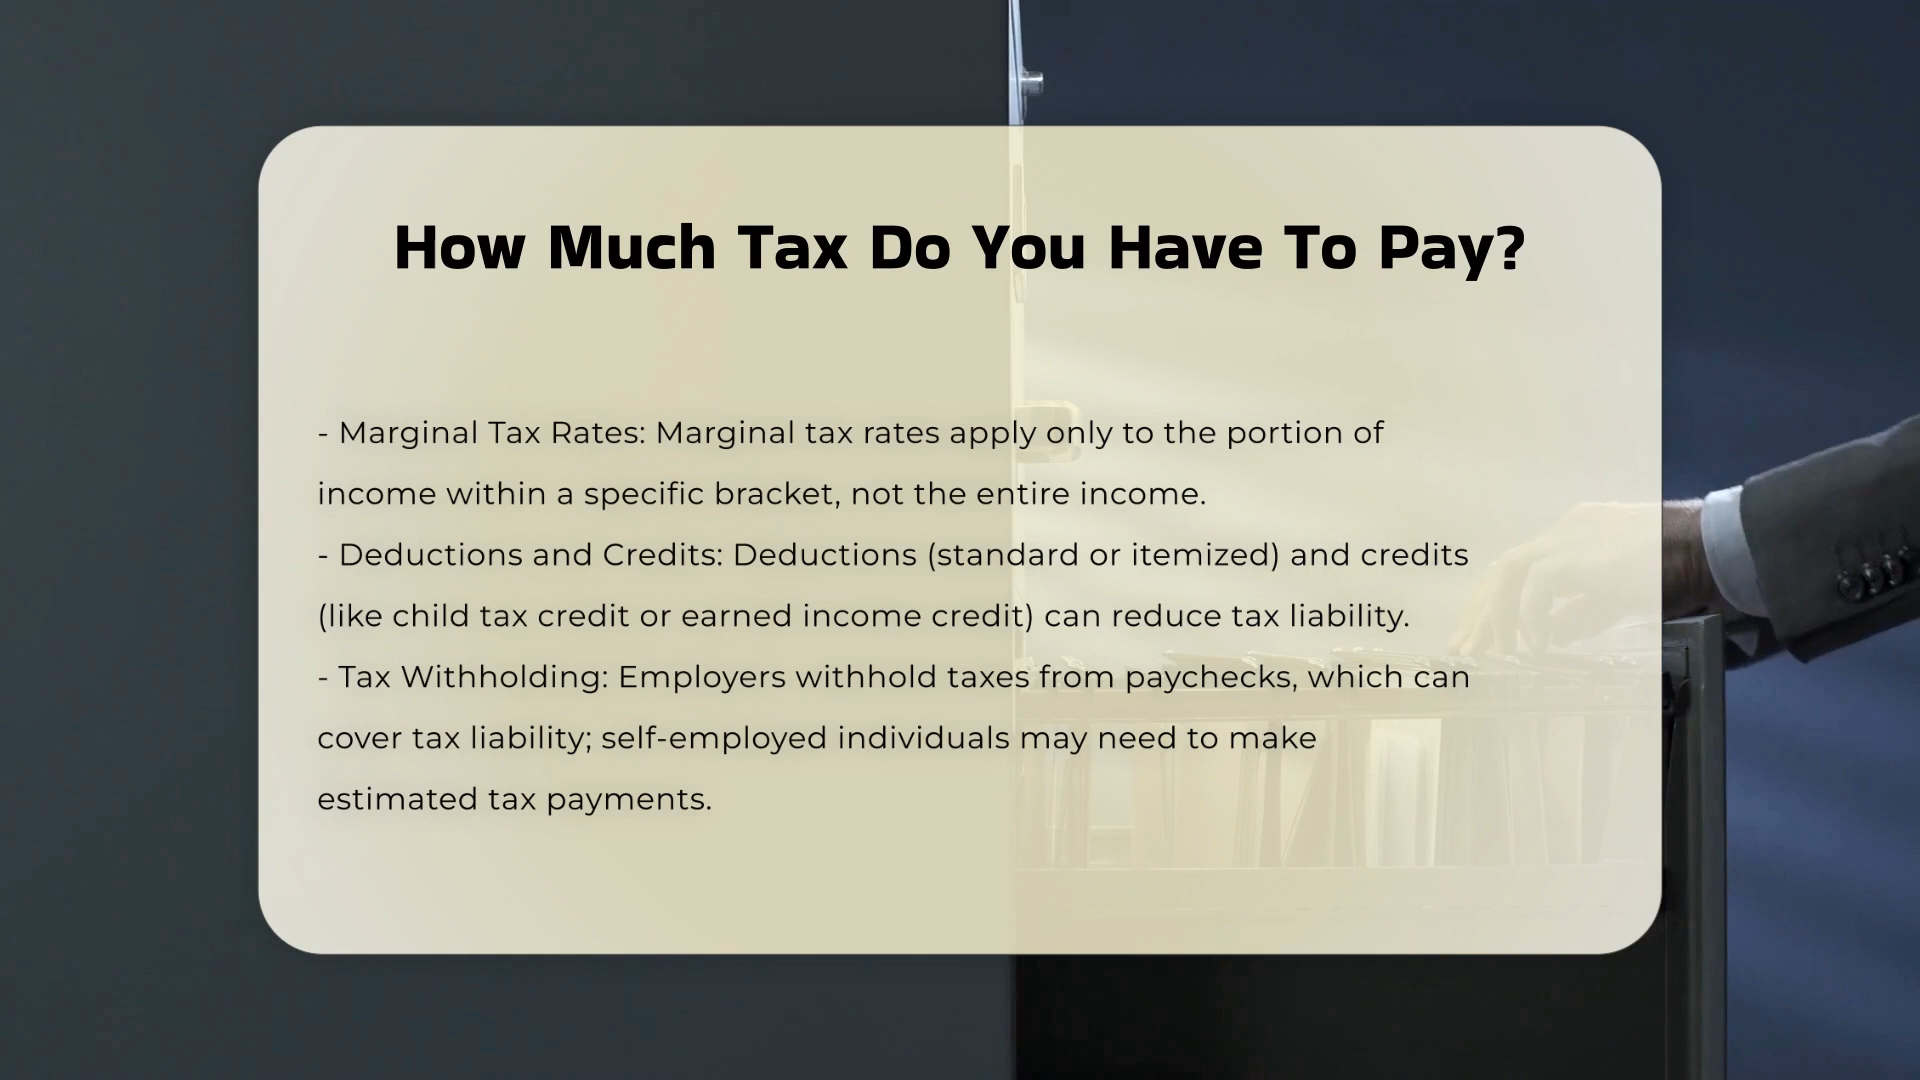 How Much Tax Do You Have To Pay?
- Marginal Tax Rates: Marginal tax rates apply only to the portion of
income within a specific bracket, not the entire income.
- Deductions and Credits: Deductions (standard or itemized) and credits
(like child tax credit or earned income credit) can reduce tax liability.
- Tax Withholding: Employers withhold taxes from paychecks, which can
cover tax liability; self-employed individuals may need to make
estimated tax payments.